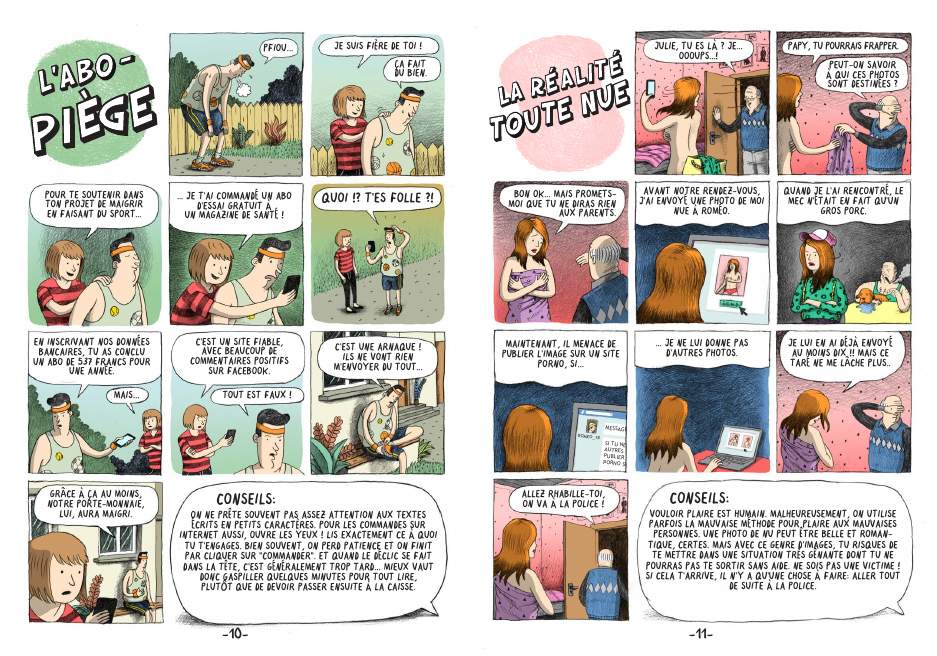 L'ABO-
PIÈGE
PFIOU...
JE SUIS FIÈRE DE TOI !
ÇA FAIT
DU BIEN.
POUR TE SOUTENIR DANS
TON PROJET DE MAIGRIR
EN FAISANT DU SPORT...
... JE T'AI COMMANDÉ UN ABO
D'ESSAI GRATUIT À
UN MAGAZINE DE SANTÉ !
QUOI !? T'ES FOLLE ?!
EN INSCRIVANT NOS DONNÉES
BANCAIRES, TU AS CONCLU
UN ABO DE 537 FRANCS POUR
UNE ANNÉE.
MAIS...
C'EST UN SITE FIABLE,
AVEC BEAUCOUP DE
COMMENTAIRES POSITIFS
SUR FACEBOOK.
TOUT EST FAUX !
C'EST UNE ARNAQUE !
ILS NE VONT RIEN
M'ENVOYER DU TOUT...
GRÂCE À ÇA AU MOINS,
NOTRE PORTE-MONNAIE,
LUI, AURA MAIGRI.
CONSEILS:
ON NE PRÊTE SOUVENT PAS ASSEZ ATTENTION AUX TEXTES
ÉCRITS EN PETITS CARACTÈRES. POUR LES COMMANDES SUR
INTERNET AUSSI, OUVRE LES YEUX ! LIS EXACTEMENT CE À QUOI
TU T'ENGAGES. BIEN SOUVENT, ON PERD PATIENCE ET ON FINIT
PAR CLIQUER SUR "COMMANDER". ET QUAND LE DÉCLIC SE FAIT
DANS LA TÊTE, C'EST GÉNÉRALEMENT TROP TARD... MIEUX VAUT
DONC GASPILLER QUELQUES MINUTES POUR TOUT LIRE,
PLUTÔT QUE DE DEVOIR PASSER ENSUITE À LA CAISSE.
-10-
LA RÉALITÉ
TOUTE NUE
JULIE, TU ES LÀ ? JE...
OOOUPS...!
PAPY, TU POURRAIS FRAPPER.
PEUT-ON SAVOIR
À QUI CES PHOTOS
SONT DESTINÉES ?
BON OK... MAIS PROMETS-
MOI QUE TU NE DIRAS RIEN
AUX PARENTS.
AVANT NOTRE RENDEZ-VOUS,
J'AI ENVOYÉ UNE PHOTO DE MOI
NUE À ROMÉO.
QUAND JE L'AI RENCONTRÉ, LE
MEC N'ÉTAIT EN FAIT QU'UN
GROS PORC.
MAINTENANT, IL MENACE DE
PUBLIER L'IMAGE SUR UN SITE
PORNO, SI...
MESSAGE
SI TU NE
AUTRES
PUBLIER
PORNO S
... JE NE LUI DONNE PAS
D'AUTRES PHOTOS.
JE LUI EN AI DÉJÀ ENVOYÉ
AU MOINS DIX !! MAIS CE
TARÉ NE ME LÂCHE PLUS..
ALLEZ RHABILLE-TOI,
ON VA À LA POLICE !
CONSEILS:
VOULOIR PLAIRE EST HUMAIN. MALHEUREUSEMENT, ON UTILISE
PARFOIS LA MAUVAISE MÉTHODE POUR PLAIRE AUX MAUVAISES
PERSONNES. UNE PHOTO DE NU PEUT ÊTRE BELLE ET ROMAN-
TIQUE, CERTES. MAIS AVEC CE GENRE D'IMAGES, TU RISQUES DE
TE METTRE DANS UNE SITUATION TRÈS GÊNANTE DONT TU NE
POURRAS PAS TE SORTIR SANS AIDE. NE SOIS PAS UNE VICTIME !
SI CELA T'ARRIVE, IL N'Y A QU'UNE CHOSE À FAIRE: ALLER TOUT
DE SUITE À LA POLICE.
-11-